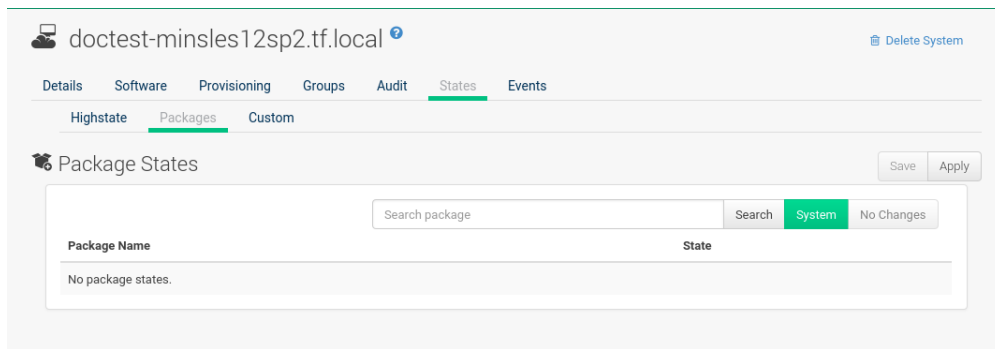 doctest-minsles12sp2.tf.local ?
Delete System
Details Software Provisioning Groups Audit States Events
Highstate Packages Custom
Package States
Save Apply
Search package Search System No Changes
Package Name State
No package states.